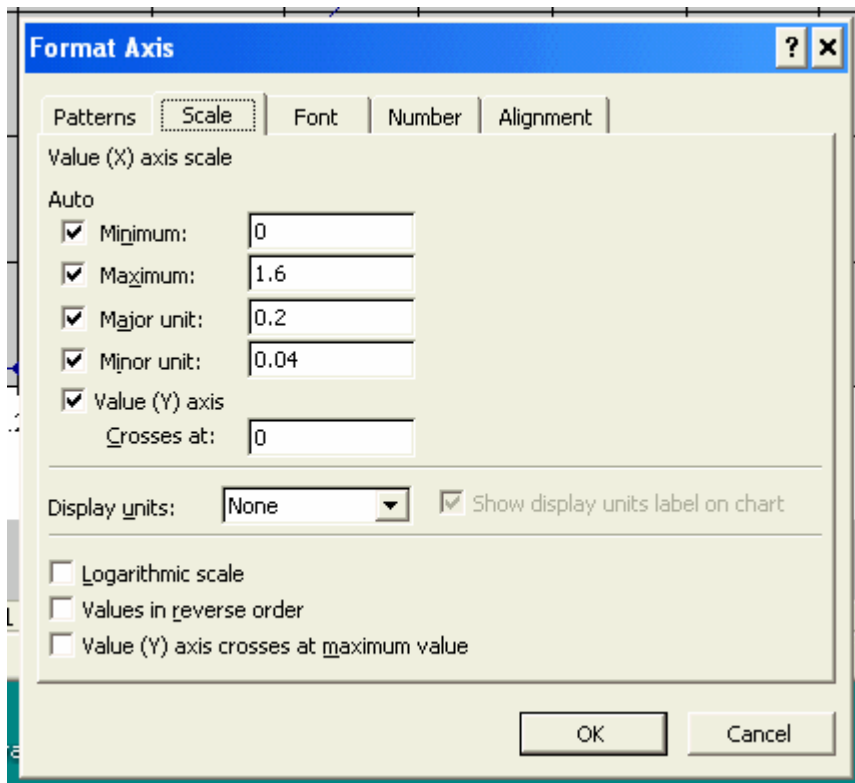 Format Axis
Patterns Scale Font Number Alignment
Value (X) axis scale
Auto
Minimum: 0
Maximum: 1.6
Major unit: 0.2
Minor unit: 0.04
Value (Y) axis
Crosses at: 0
Display units: None Show display units label on chart
Logarithmic scale
Values in reverse order
Value (Y) axis crosses at maximum value
OK Cancel